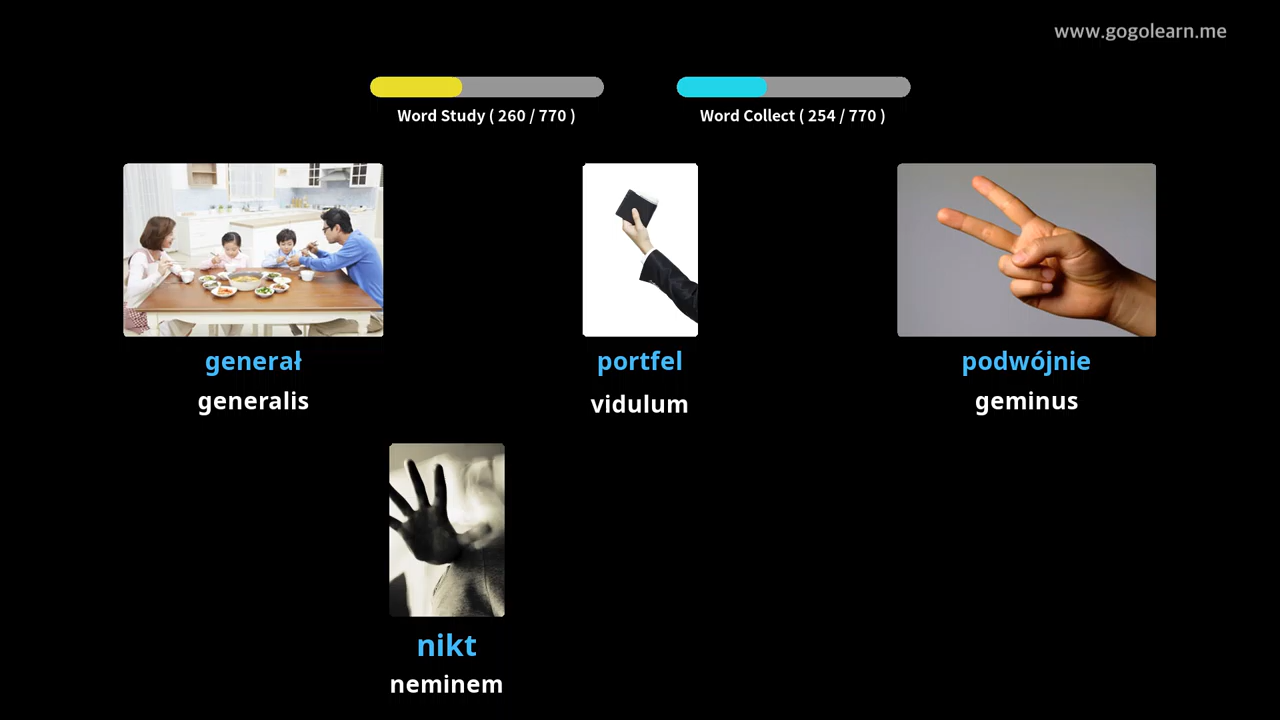 www.gogolearn.me
Word Study ( 260 / 770 )
Word Collect ( 254 / 770 )
generał
generalis
portfel
vidulum
podwójnie
geminus
nikt
neminem